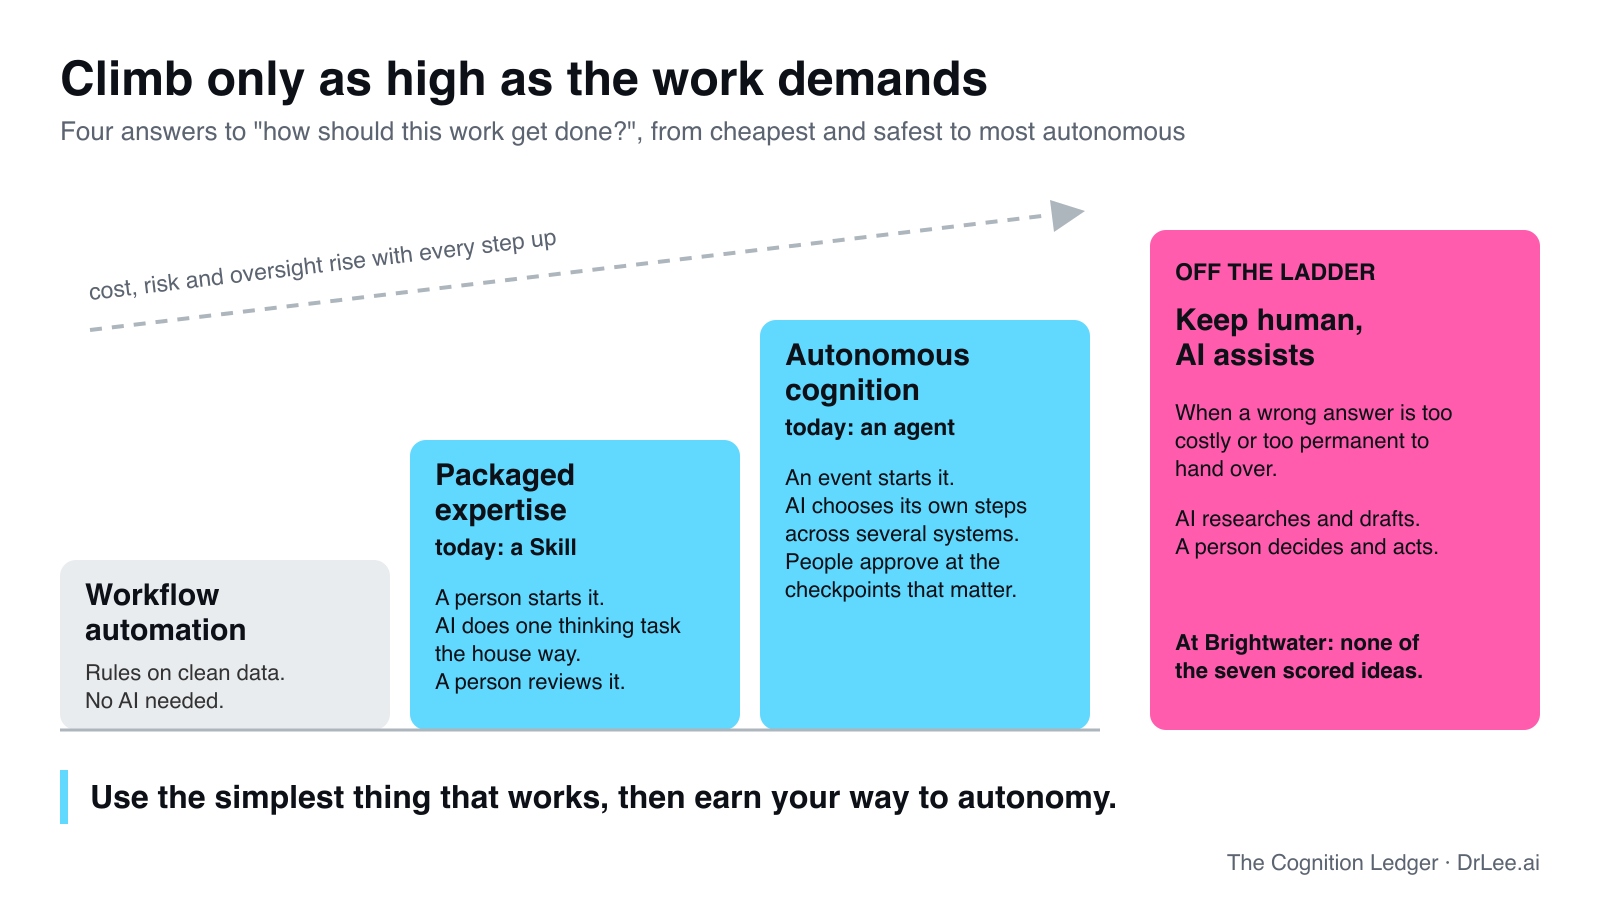 Climb only as high as the work demands
Four answers to "how should this work get done?", from cheapest and safest to most autonomous
cost, risk and oversight rise with every step up
Workflow
automation
Rules on clean data.
No AI needed.
Packaged
expertise
today: a Skill
A person starts it.
AI does one thinking task
the house way.
A person reviews it.
Autonomous
cognition
today: an agent
An event starts it.
AI chooses its own steps
across several systems.
People approve at the
checkpoints that matter.
OFF THE LADDER
Keep human,
AI assists
When a wrong answer is too
costly or too permanent to
hand over.
AI researches and drafts.
A person decides and acts.
At Brightwater: none of
the seven scored ideas.
Use the simplest thing that works, then earn your way to autonomy.
The Cognition Ledger · DrLee.ai